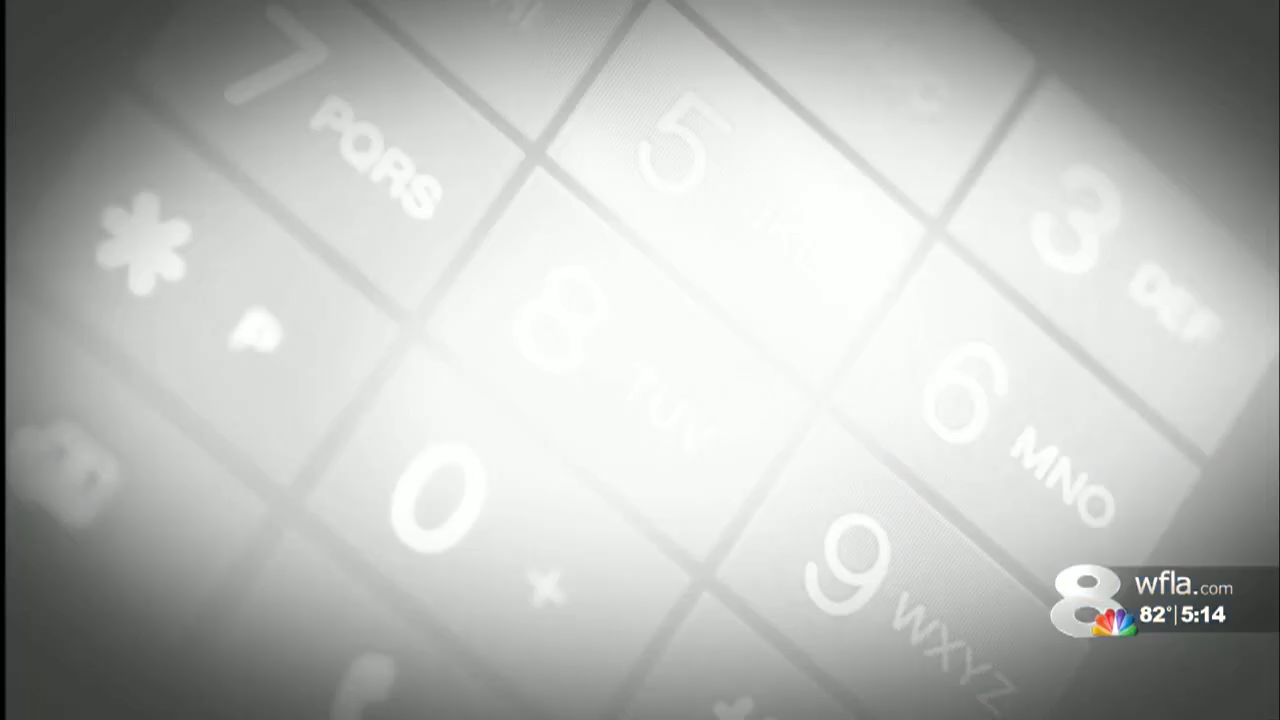 7 PQRS
5
3 DEF
*
8 TUV
6 MNO
0
9 WXYZ
8 wfla.com
82° 5:14